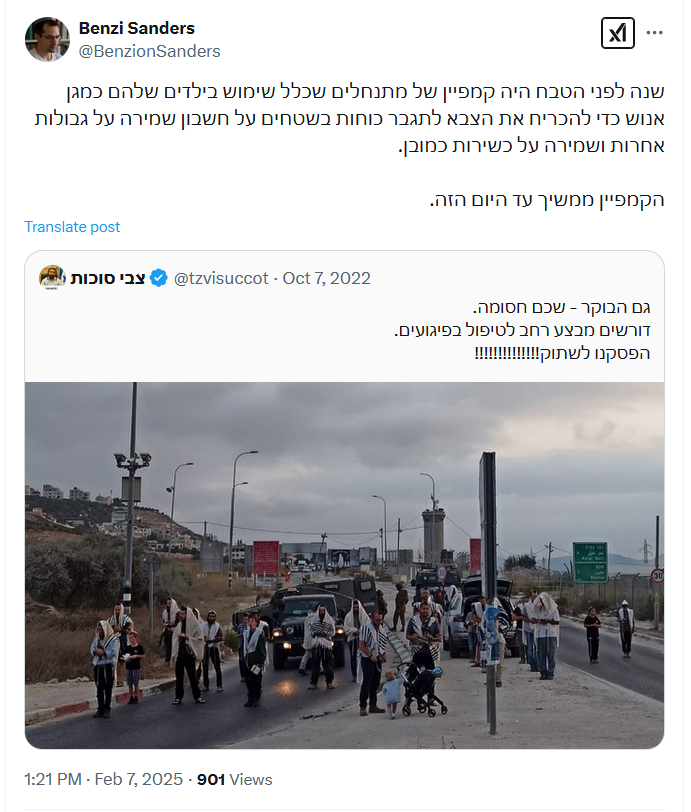 Benzi Sanders
@BenzionSanders
שנה לפני הטבח היה קמפיין של מתנחלים שכלל שימוש בילדים שלהם כמגן
אנוש כדי להכריח את הצבא לתגבר כוחות בשטחים על חשבון שמירה על גבולות
אחרות ושמירה על כשירות כמובן.
הקמפיין ממשיך עד היום הזה.
Translate post
צבי סוכות @tzvisuccot · Oct 7, 2022
גם הבוקר - שכם חסומה.
דורשים מבצע רחב לטיפול בפיגועים.
הפסקנו לשתוק!!!!!!!!!!!!!!
30
1:21 PM · Feb 7, 2025 · 901 Views